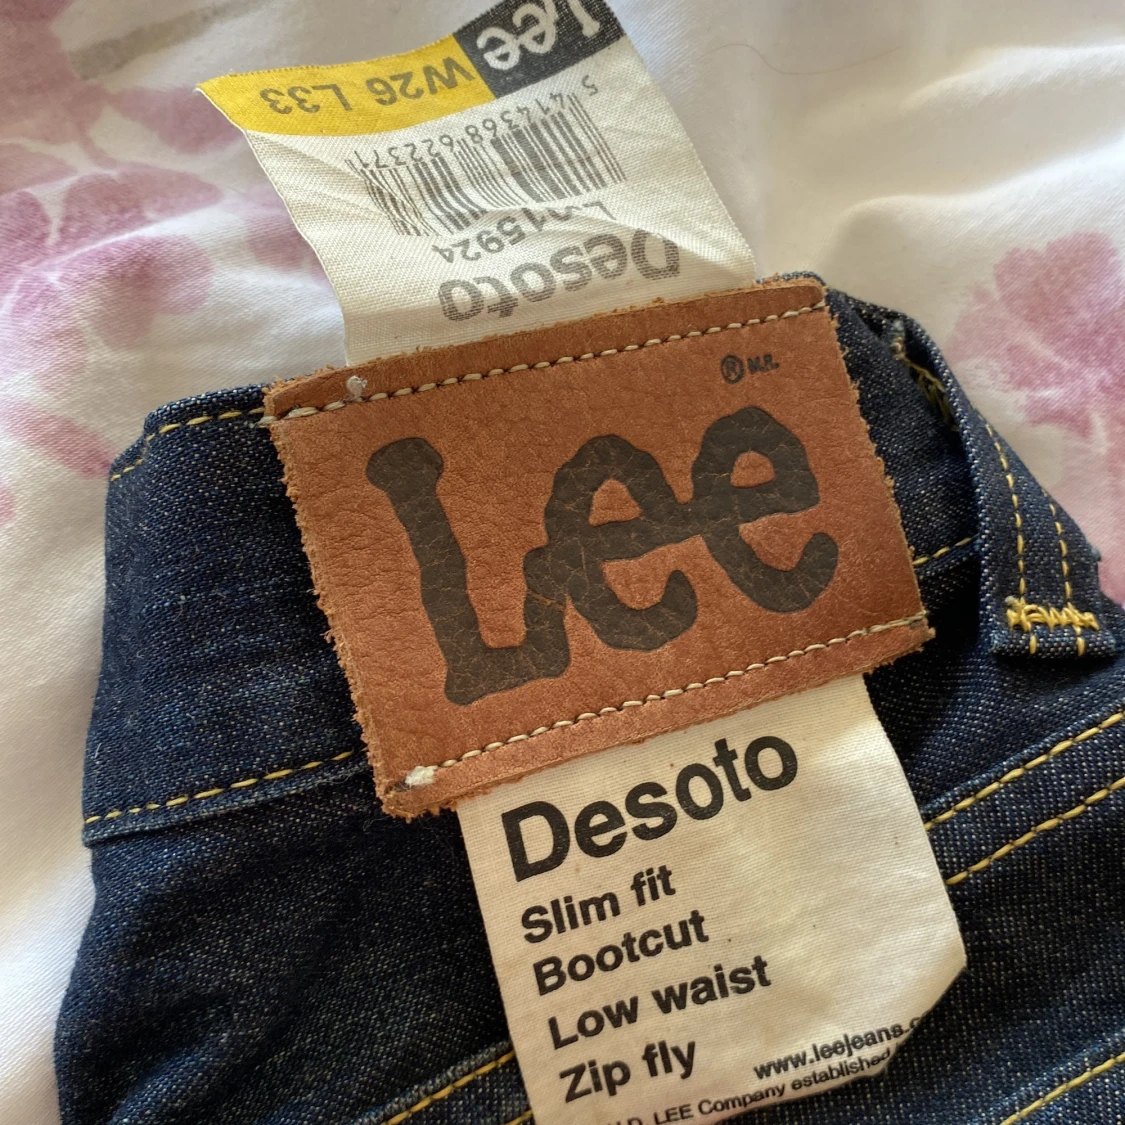 Lee
W26 L33
5 414368 622371
Desoto
® M.R.
Lee
Desoto
Slim fit
Bootcut
Low waist
Zip fly
www.leejeans.
LEE Company established